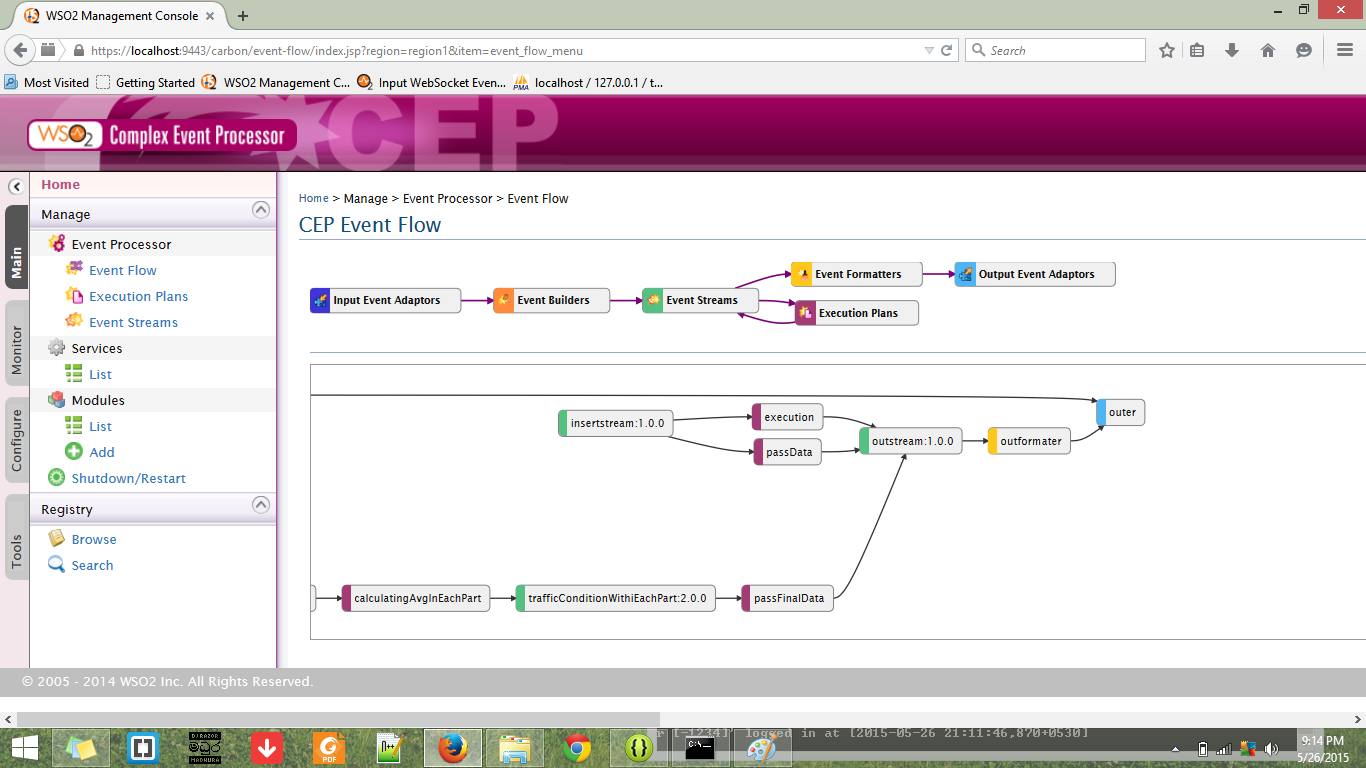 WSO2 Management Console
https://localhost:9443/carbon/event-flow/index.jsp?region=region1&item=event_flow_menu
Search
Most Visited Getting Started WSO2 Management C... Input WebSocket Even... localhost / 127.0.0.1 / t...
CEP
WSO2 Complex Event Processor
Main
Monitor
Configure
Tools
Home
Manage
Event Processor
Event Flow
Execution Plans
Event Streams
Services
List
Modules
List
Add
Shutdown/Restart
Registry
Browse
Search
Home > Manage > Event Processor > Event Flow
CEP Event Flow
Input Event Adaptors
Event Builders
Event Streams
Event Formatters
Output Event Adaptors
Execution Plans
outer
insertstream:1.0.0
execution
passData
outstream:1.0.0
outformater
calculatingAvgInEachPart
trafficConditionWithiEachPart:2.0.0
passFinalData
© 2005 - 2014 WSO2 Inc. All Rights Reserved.
r [-1234] logged in at [2015-05-26 21:11:46,870+0530]
PDF
9:14 PM
5/26/2015